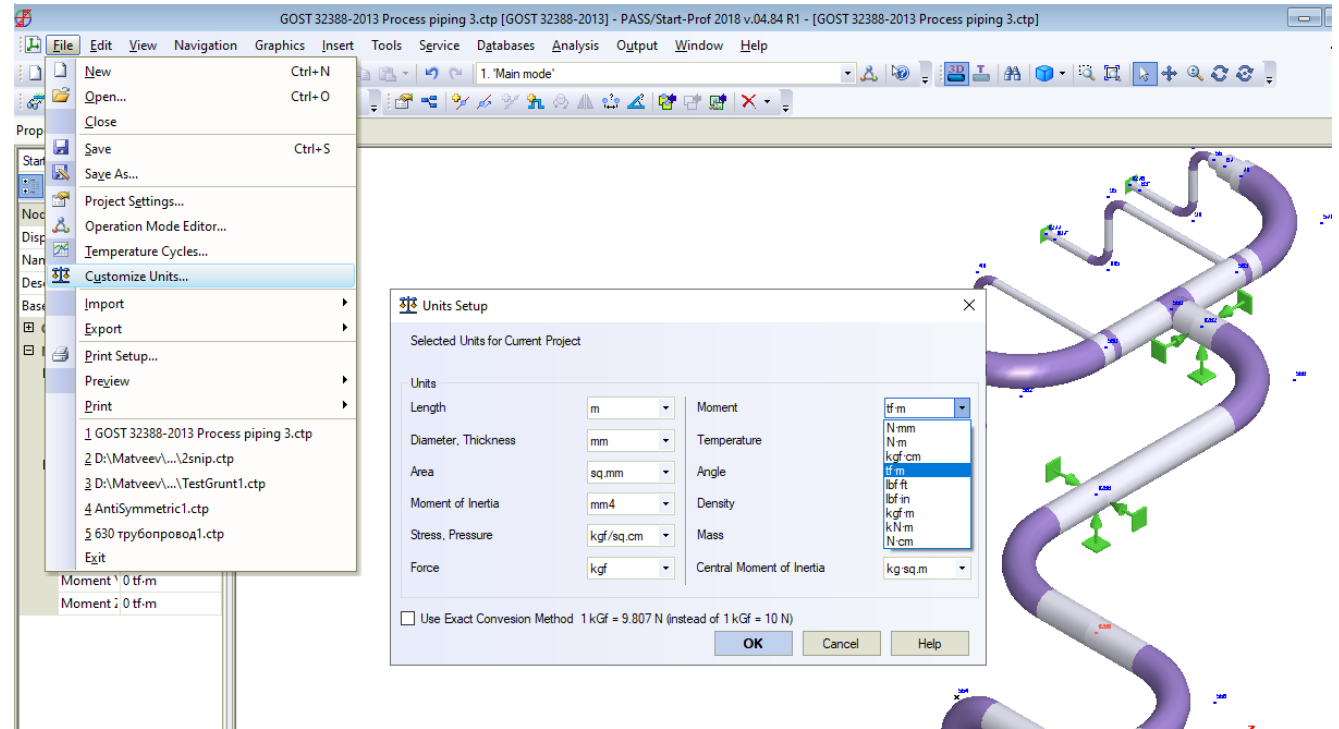 GOST 32388-2013 Process piping 3.ctp [GOST 32388-2013] - PASS/Start-Prof 2018 v.04.84 R1 - [GOST 32388-2013 Process piping 3.ctp]
File Edit View Navigation Graphics Insert Tools Service Databases Analysis Output Window Help
1. 'Main mode'
3D
New Ctrl+N
Open... Ctrl+O
Close
Save Ctrl+S
Save As...
Project Settings...
Operation Mode Editor...
Temperature Cycles...
Customize Units...
Import
Export
Print Setup...
Preview
Print
1 GOST 32388-2013 Process piping 3.ctp
2 D:\Matveev\...\2snip.ctp
3 D:\Matveev\...\TestGrunt1.ctp
4 AntiSymmetric1.ctp
5 630 трубопровод1.ctp
Exit
Prop
Start
Nod
Disp
Nam
Des
Base
Moment Y 0 tf·m
Moment Z 0 tf·m
Units Setup
Selected Units for Current Project
Units
Length m
Diameter, Thickness mm
Area sq.mm
Moment of Inertia mm4
Stress, Pressure kgf/sq.cm
Force kgf
Moment tf·m
Temperature
Angle
Density
Mass
Central Moment of Inertia kg·sq.m
N·mm
N·m
kgf·cm
tf·m
lbf·ft
lbf·in
kgf·m
kN·m
N·cm
Use Exact Convesion Method 1 kGf = 9.807 N (instead of 1 kGf = 10 N)
OK Cancel Help